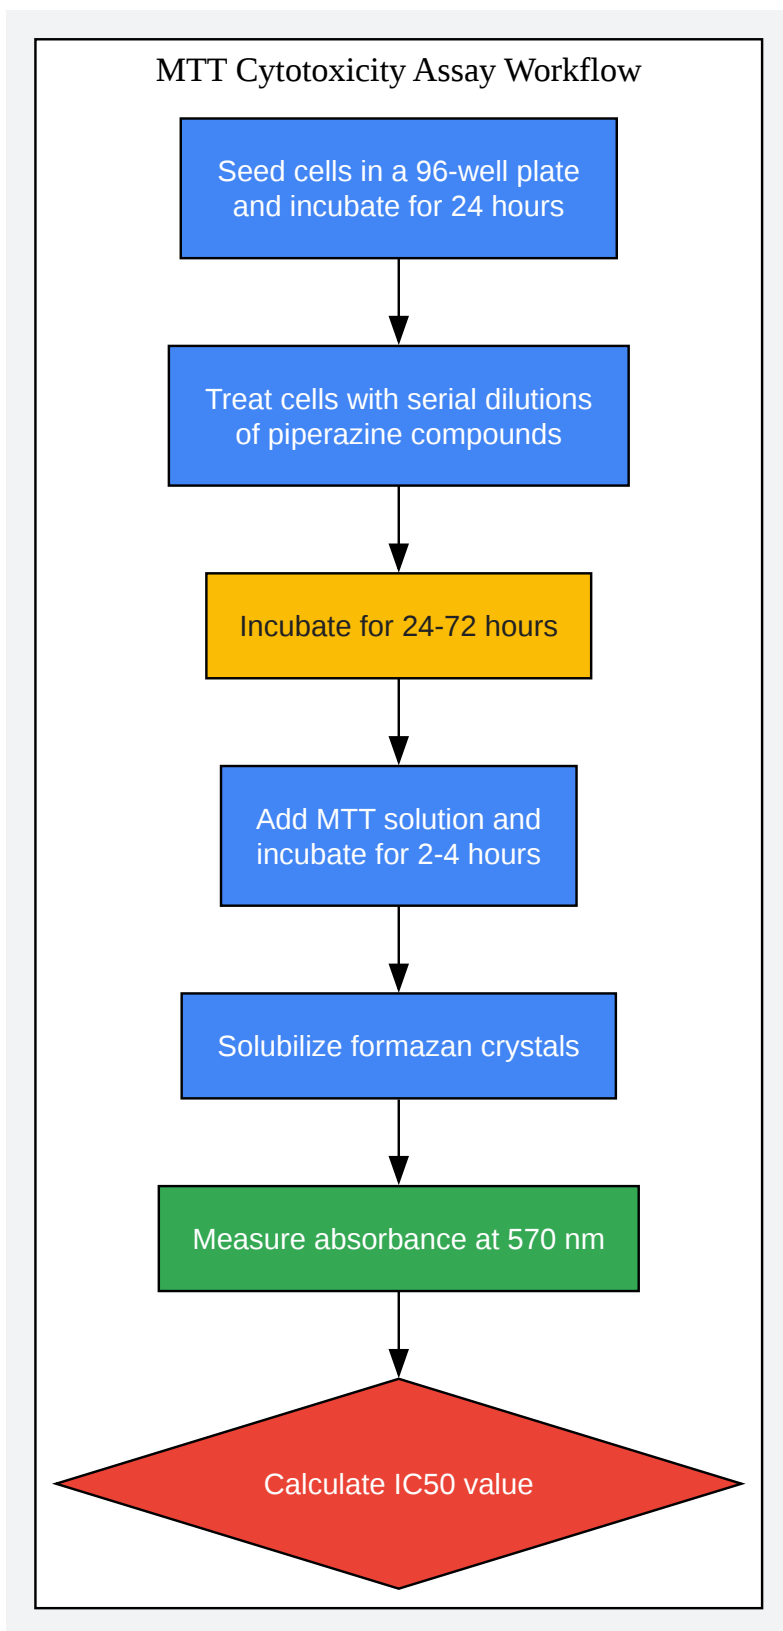 MTT Cytotoxicity Assay Workflow
Seed cells in a 96-well plate
and incubate for 24 hours
Treat cells with serial dilutions
of piperazine compounds
Incubate for 24-72 hours
Add MTT solution and
incubate for 2-4 hours
Solubilize formazan crystals
Measure absorbance at 570 nm
Calculate IC50 value